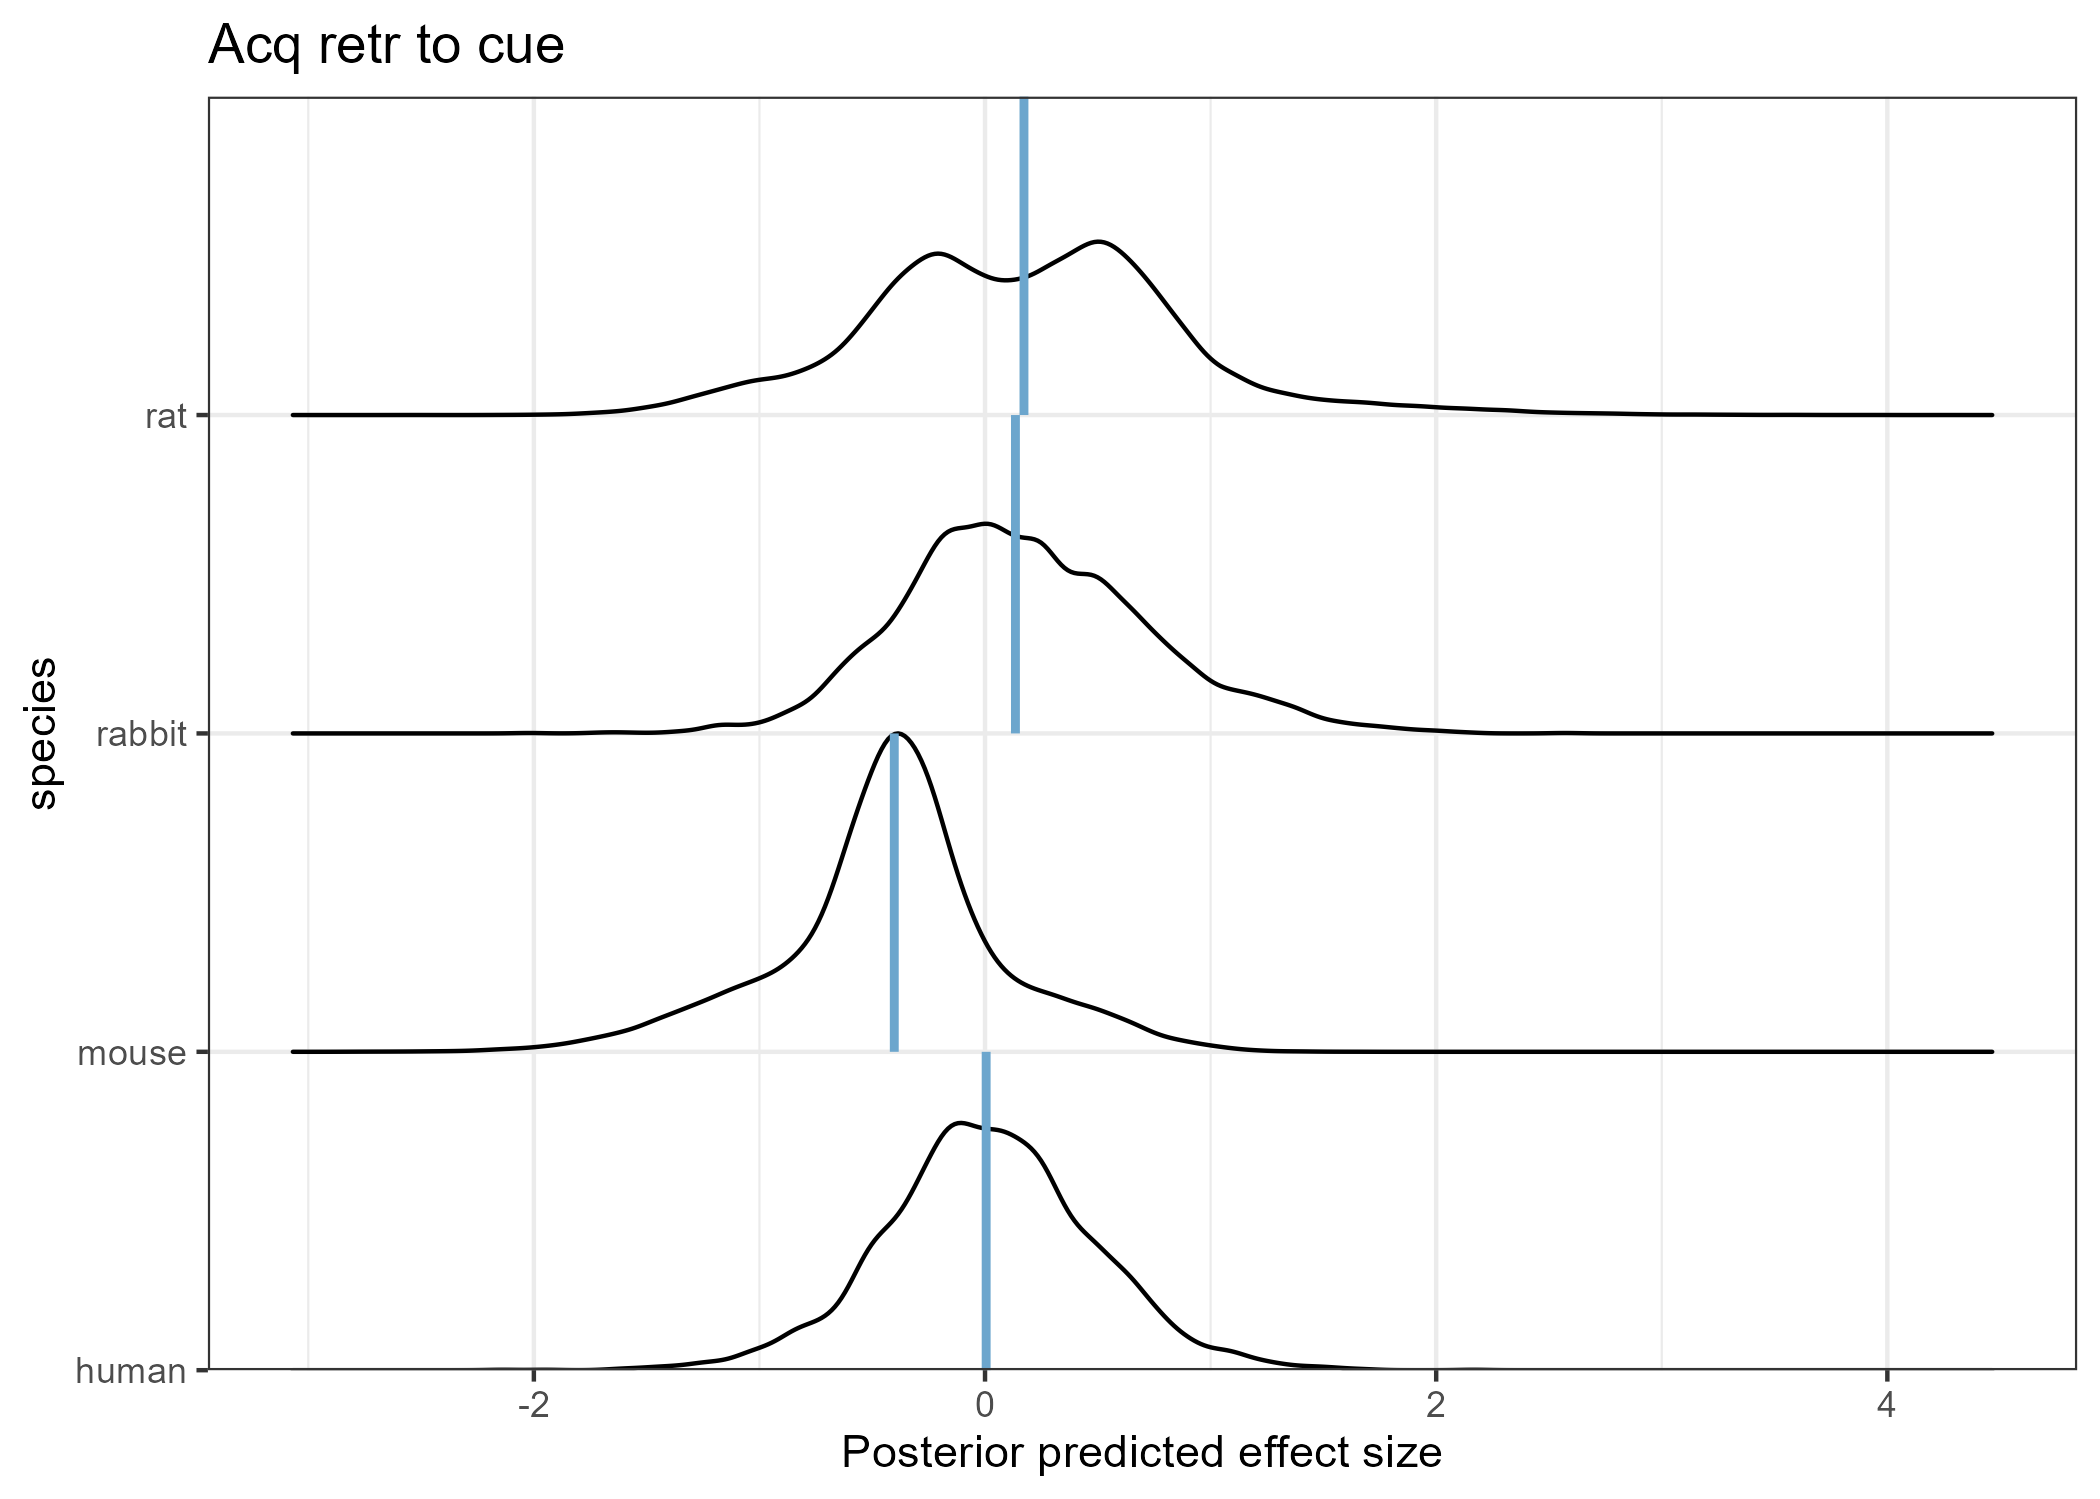 Acq retr to cue
species
rat
rabbit
mouse
human
-2 0 2 4
Posterior predicted effect size